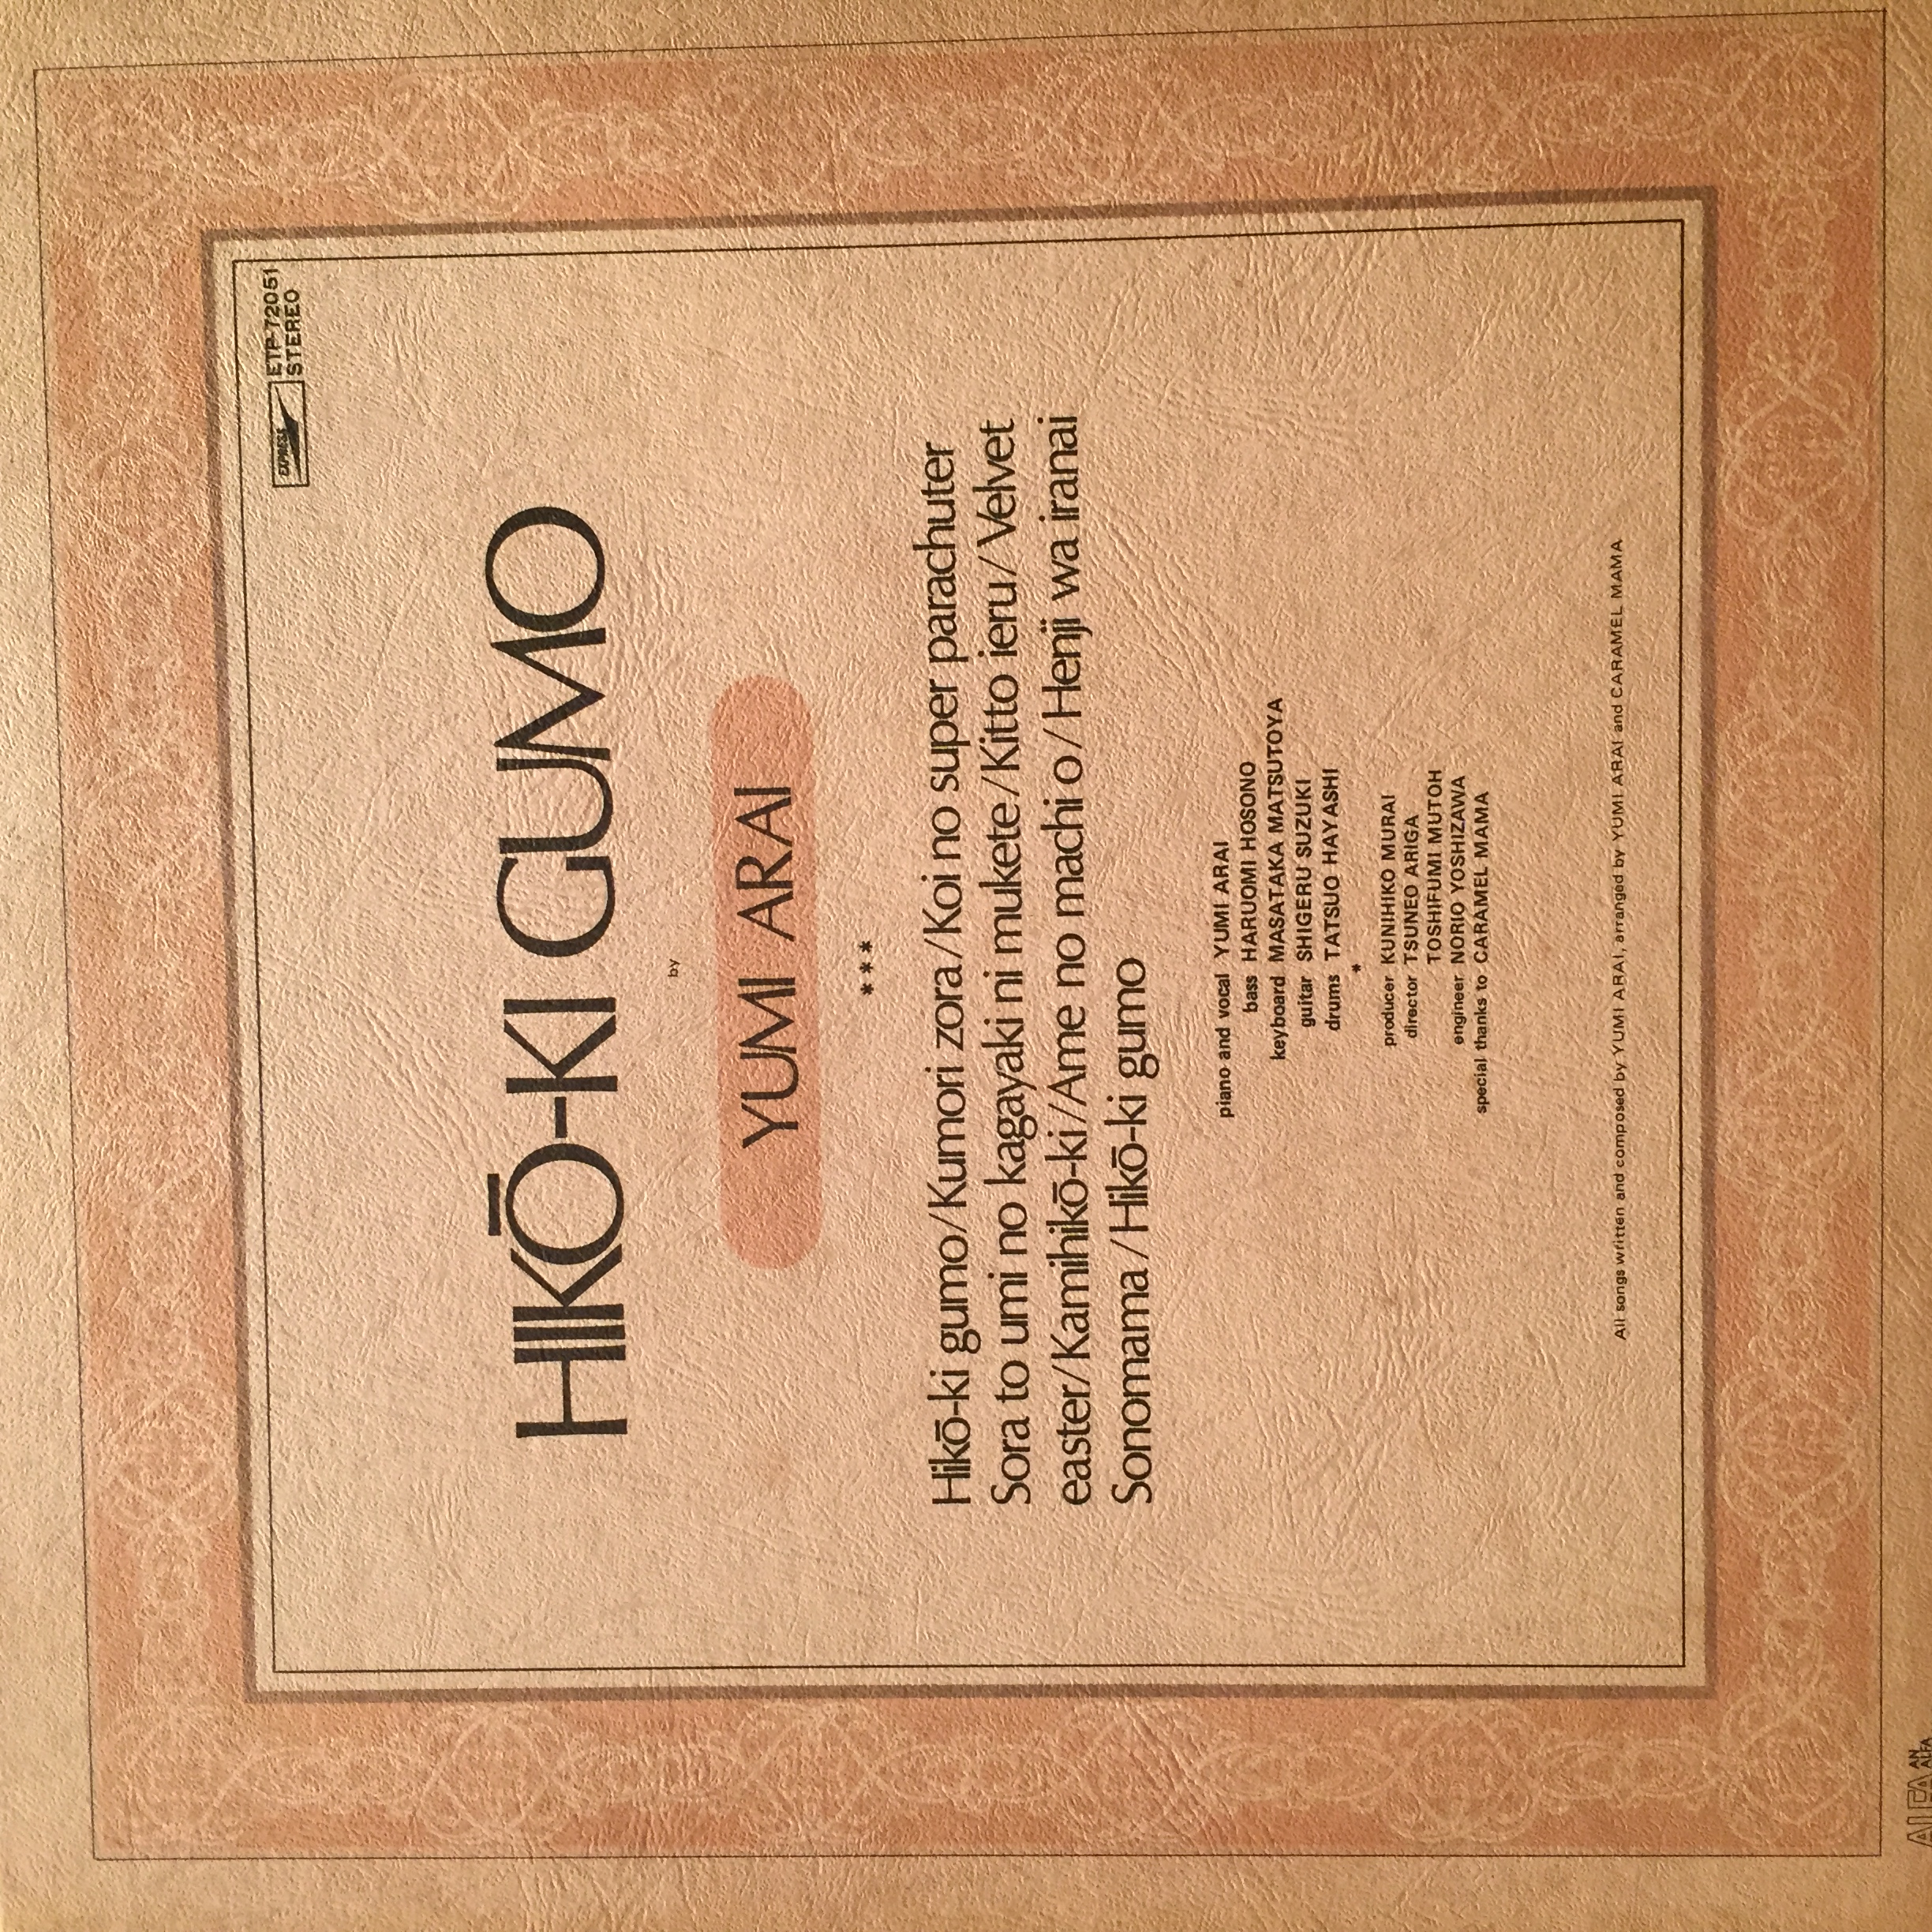 EXPRESS
ETP-72051
STEREO
HIKŌ-KI GUMO
by
YUMI ARAI
***
Hikō-ki gumo/Kumori zora/Koi no super parachuter
Sora to umi no kagayaki ni mukete/Kitto ieru/Velvet
easter/Kamihikō-ki/Ame no machi o/Henji wa iranai
Sonomama/Hikō-ki gumo
piano and vocal YUMI ARAI
bass HARUOMI HOSONO
keyboard MASATAKA MATSUTOYA
guitar SHIGERU SUZUKI
drums TATSUO HAYASHI
*
producer KUNIHIKO MURAI
director TSUNEO ARIGA
TOSHIFUMI MUTOH
engineer NORIO YOSHIZAWA
special thanks to CARAMEL MAMA
All songs written and composed by YUMI ARAI, arranged by YUMI ARAI and CARAMEL MAMA
ALFA AN
ALFA